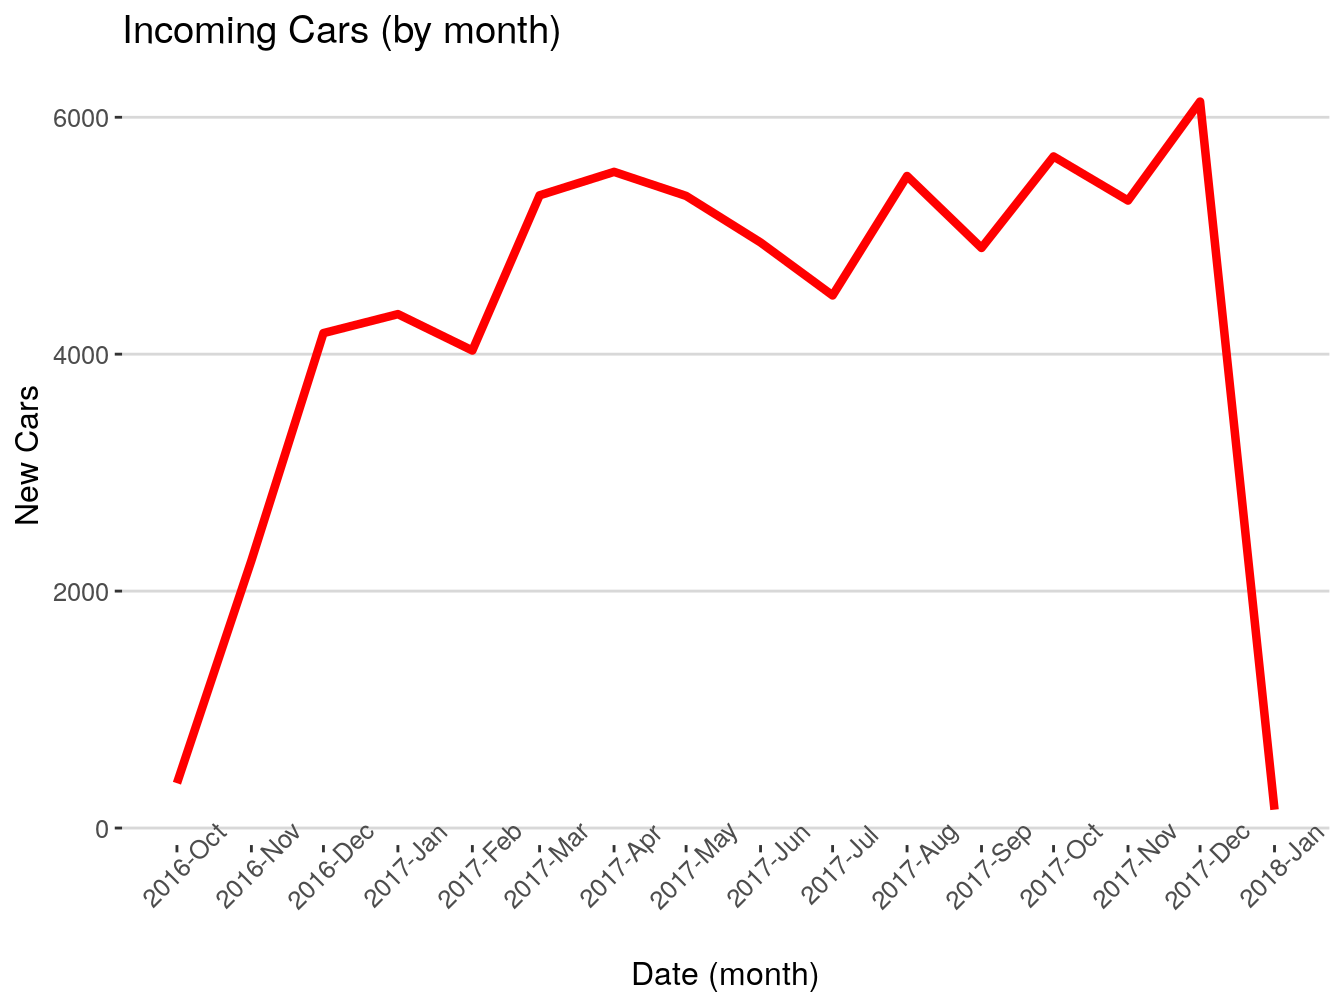 Incoming Cars (by month)
6000
4000
2000
0
New Cars
2016-Oct
2016-Nov
2016-Dec
2017-Jan
2017-Feb
2017-Mar
2017-Apr
2017-May
2017-Jun
2017-Jul
2017-Aug
2017-Sep
2017-Oct
2017-Nov
2017-Dec
2018-Jan
Date (month)